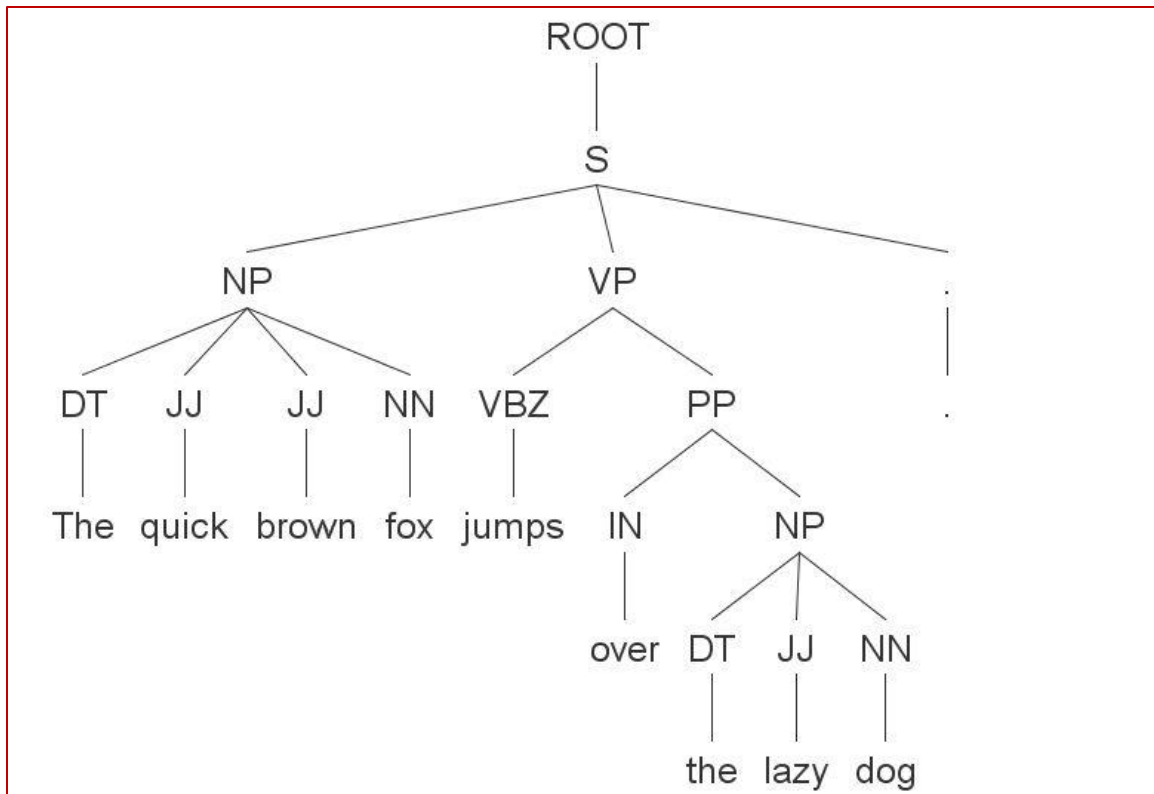 ROOT
S
NP VP .
DT JJ JJ NN VBZ PP .
The quick brown fox jumps IN NP
over DT JJ NN
the lazy dog